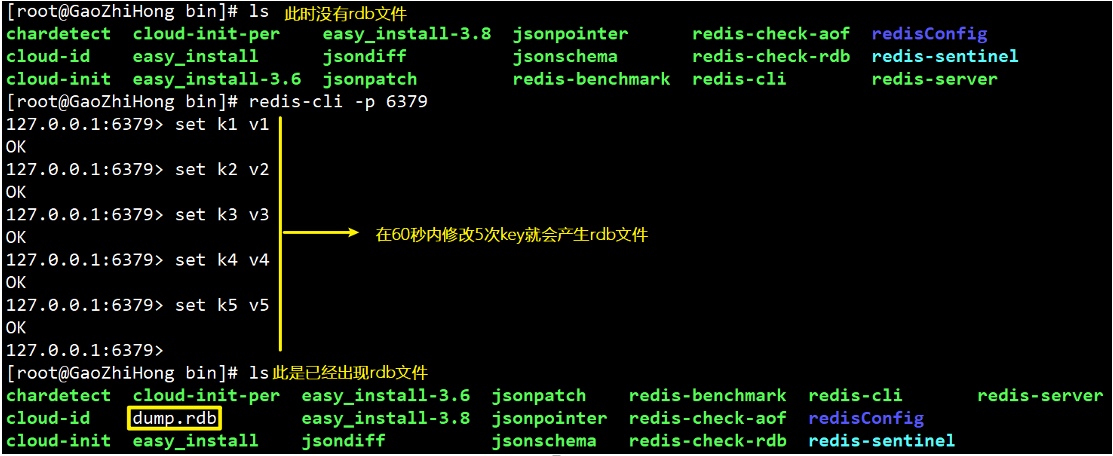 [root@GaoZhiHong bin]# ls 此时没有rdb文件
chardetect cloud-init-per easy_install-3.8 jsonpointer redis-check-aof redisConfig
cloud-id easy_install jsondiff jsonschema redis-check-rdb redis-sentinel
cloud-init easy_install-3.6 jsonpatch redis-benchmark redis-cli redis-server
[root@GaoZhiHong bin]# redis-cli -p 6379
127.0.0.1:6379> set k1 v1
OK
127.0.0.1:6379> set k2 v2
OK
127.0.0.1:6379> set k3 v3
OK
在60秒内修改5次key就会产生rdb文件
127.0.0.1:6379> set k4 v4
OK
127.0.0.1:6379> set k5 v5
OK
127.0.0.1:6379>
[root@GaoZhiHong bin]# ls 此是已经出现rdb文件
chardetect cloud-init-per easy_install-3.6 jsonpatch redis-benchmark redis-cli redis-server
cloud-id dump.rdb easy_install-3.8 jsonpointer redis-check-aof redisConfig
cloud-init easy_install jsondiff jsonschema redis-check-rdb redis-sentinel